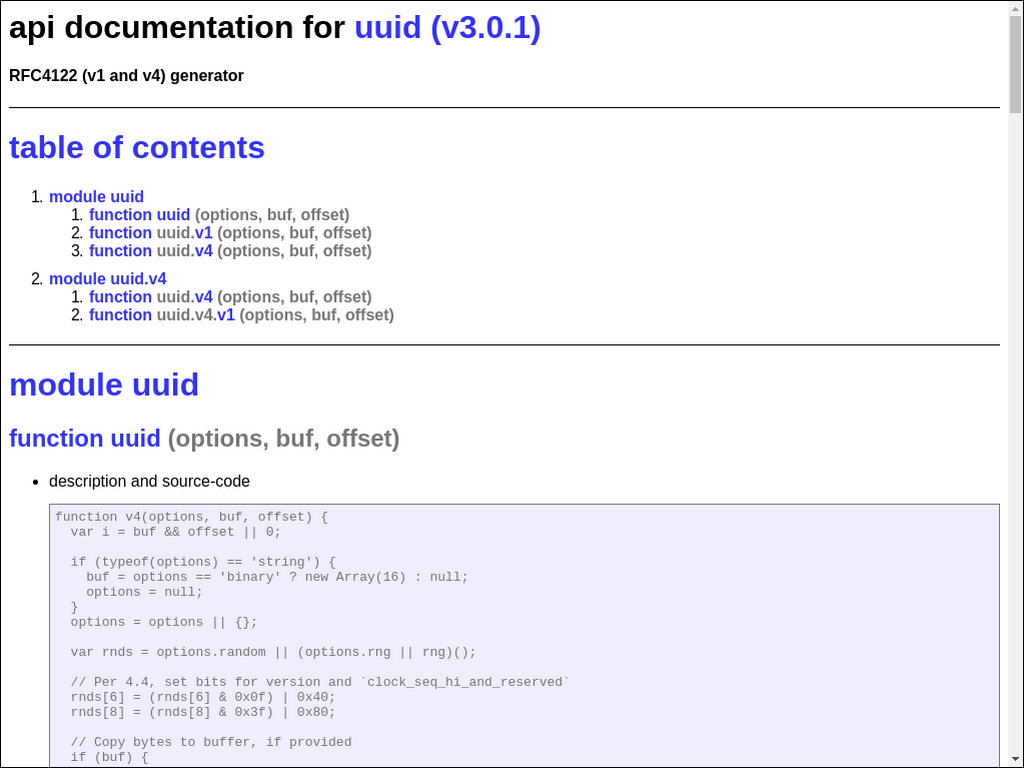 api documentation for uuid (v3.0.1)
RFC4122 (v1 and v4) generator
table of contents
1. module uuid
1. function uuid (options, buf, offset)
2. function uuid.v1 (options, buf, offset)
3. function uuid.v4 (options, buf, offset)
2. module uuid.v4
1. function uuid.v4 (options, buf, offset)
2. function uuid.v4.v1 (options, buf, offset)
module uuid
function uuid (options, buf, offset)
• description and source-code
function v4(options, buf, offset) {
  var i = buf && offset || 0;
  if (typeof(options) == 'string') {
    buf = options == 'binary' ? new Array(16) : null;
    options = null;
  }
  options = options || {};
  var rnds = options.random || (options.rng || rng)();
  // Per 4.4, set bits for version and `clock_seq_hi_and_reserved`
  rnds[6] = (rnds[6] & 0x0f) | 0x40;
  rnds[8] = (rnds[8] & 0x3f) | 0x80;
  // Copy bytes to buffer, if provided
  if (buf) {